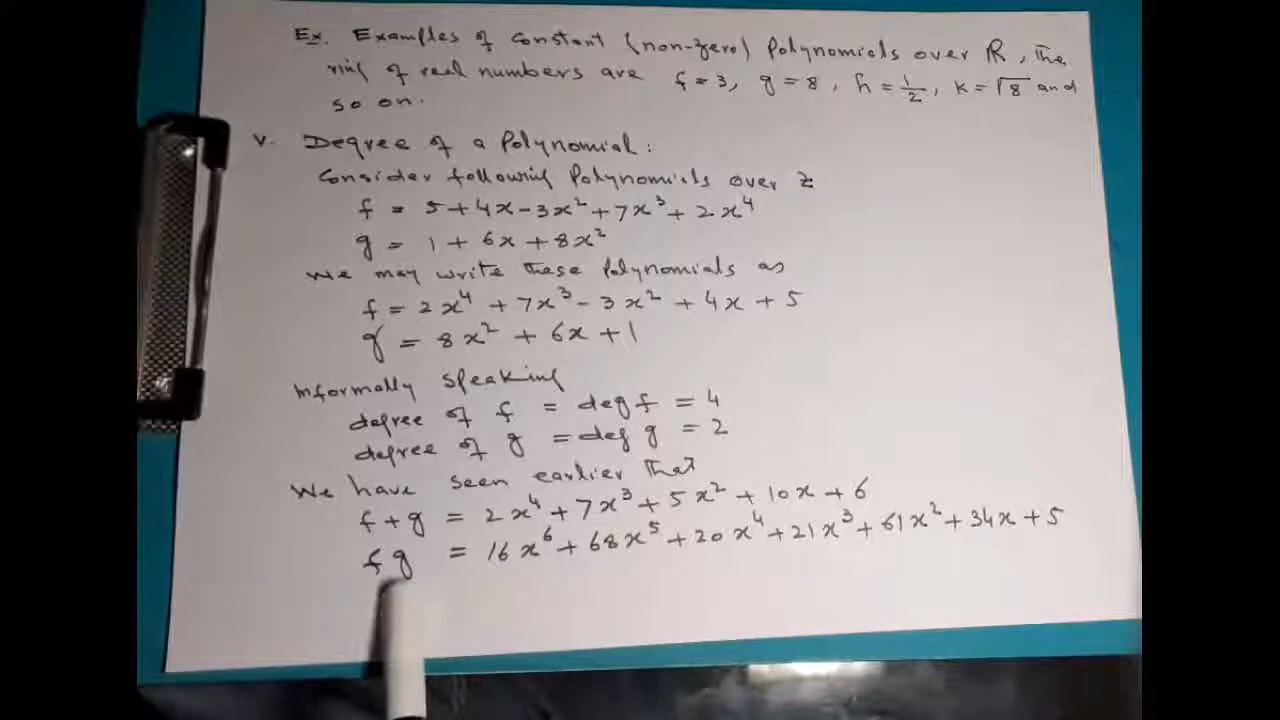 Ex. Examples of constant (non-zero) polynomials over R, the
ring of real numbers are f = 3, g = 8, h = 1/2, k = √8 and
so on.
V. Degree of a polynomial:
Consider following polynomials over Z
f = 5 + 4x - 3x² + 7x³ + 2x⁴
g = 1 + 6x + 8x²
We may write these polynomials as
f = 2x⁴ + 7x³ - 3x² + 4x + 5
g = 8x² + 6x + 1
Informally speaking
degree of f = deg f = 4
degree of g = deg g = 2
We have seen earlier that
f + g = 2x⁴ + 7x³ + 5x² + 10x + 6
fg = 16x⁶ + 68x⁵ + 20x⁴ + 21x³ + 61x² + 34x + 5